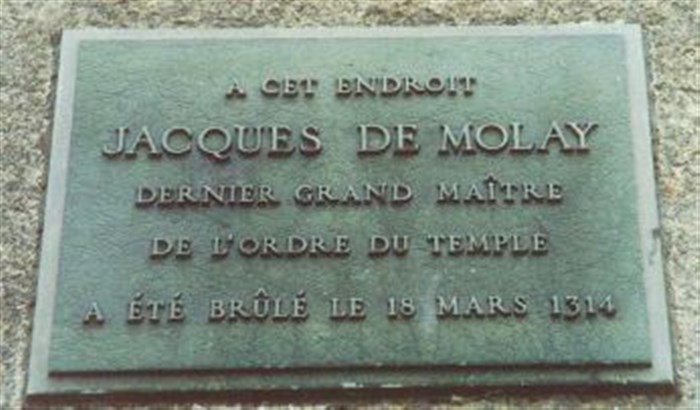 A CET ENDROIT
JACQUES DE MOLAY
DERNIER GRAND MAÎTRE
DE L'ORDRE DU TEMPLE
A ÉTÉ BRÛLÉ LE 18 MARS 1314